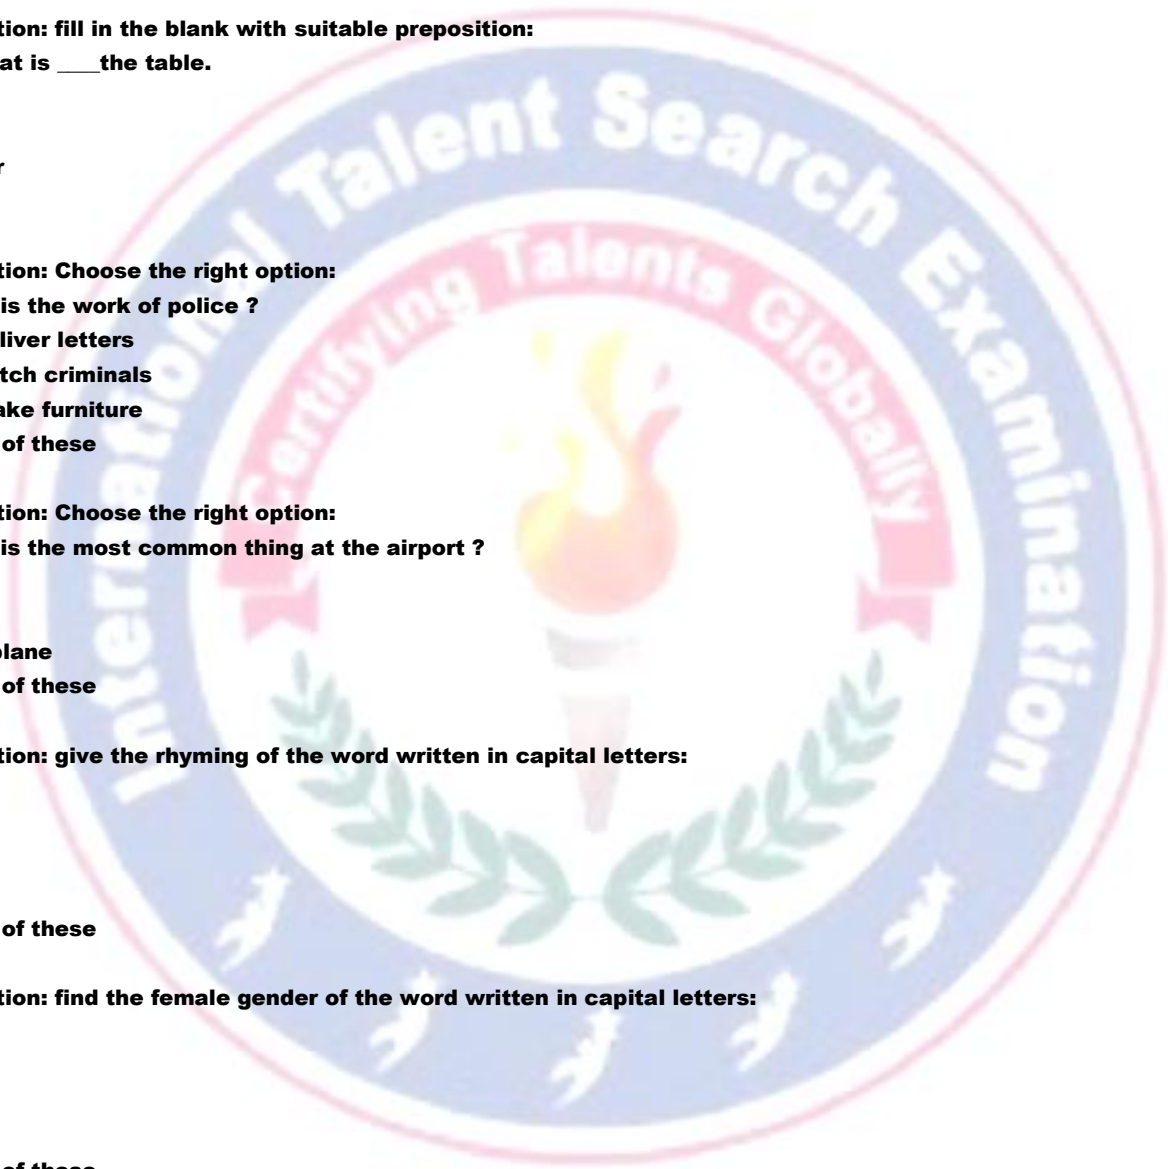 tion: fill in the blank with suitable preposition:
at is ____the table.
r
tion: Choose the right option:
is the work of police ?
liver letters
tch criminals
ake furniture
of these
tion: Choose the right option:
is the most common thing at the airport ?
plane
of these
tion: give the rhyming of the word written in capital letters:
of these
tion: find the female gender of the word written in capital letters:
of these
International Talent Search Examination
Certifying Talents Globally